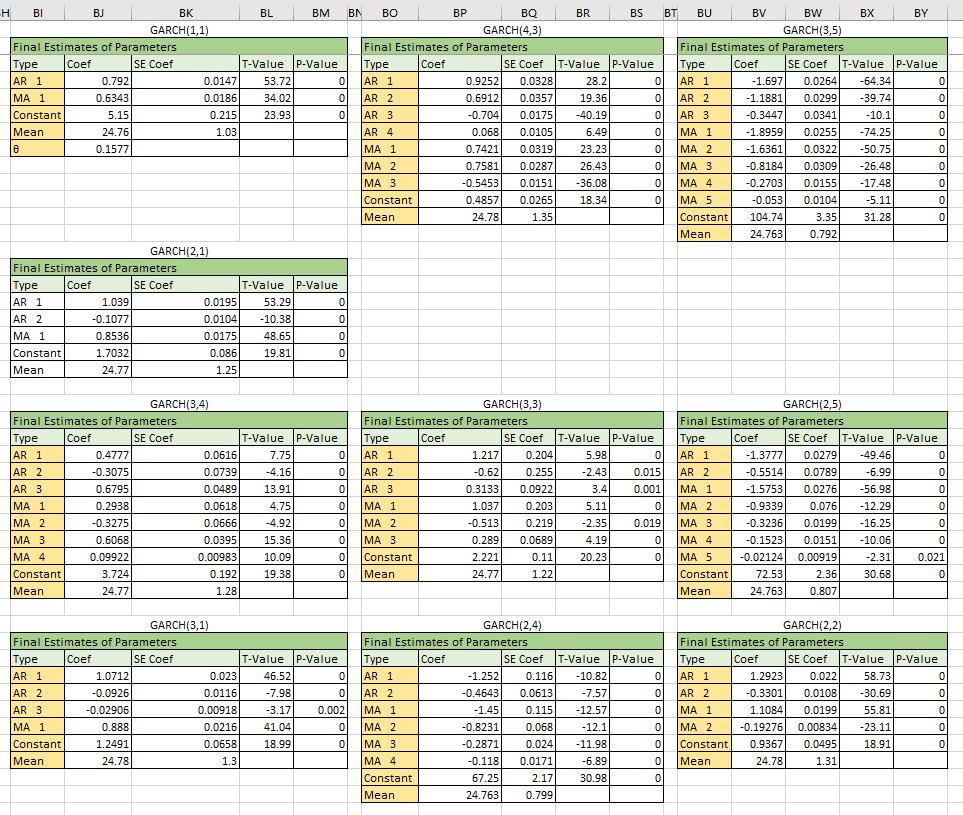 H BI BJ BK BL BM BN BO BP BQ BR BS BT BU BV BW BX BY
GARCH(1,1) GARCH(4,3) GARCH(3,5)
Final Estimates of Parameters Final Estimates of Parameters Final Estimates of Parameters
Type Coef SE Coef T-Value P-Value Type Coef SE Coef T-Value P-Value Type Coef SE Coef T-Value P-Value
AR 1 0.792 0.0147 53.72 0 AR 1 0.9252 0.0328 28.2 0 AR 1 -1.697 0.0264 -64.34 0
MA 1 0.6343 0.0186 34.02 0 AR 2 0.6912 0.0357 19.36 0 AR 2 -1.1881 0.0299 -39.74 0
Constant 5.15 0.215 23.93 0 AR 3 -0.704 0.0175 -40.19 0 AR 3 -0.3447 0.0341 -10.1 0
Mean 24.76 1.03 AR 4 0.068 0.0105 6.49 0 MA 1 -1.8959 0.0255 -74.25 0
θ 0.1577 MA 1 0.7421 0.0319 23.23 0 MA 2 -1.6361 0.0322 -50.75 0
MA 2 0.7581 0.0287 26.43 0 MA 3 -0.8184 0.0309 -26.48 0
MA 3 -0.5453 0.0151 -36.08 0 MA 4 -0.2703 0.0155 -17.48 0
Constant 0.4857 0.0265 18.34 0 MA 5 -0.053 0.0104 -5.11 0
Mean 24.78 1.35 Constant 104.74 3.35 31.28 0
Mean 24.763 0.792
GARCH(2,1)
Final Estimates of Parameters
Type Coef SE Coef T-Value P-Value
AR 1 1.039 0.0195 53.29 0
AR 2 -0.1077 0.0104 -10.38 0
MA 1 0.8536 0.0175 48.65 0
Constant 1.7032 0.086 19.81 0
Mean 24.77 1.25
GARCH(3,4) GARCH(3,3) GARCH(2,5)
Final Estimates of Parameters Final Estimates of Parameters Final Estimates of Parameters
Type Coef SE Coef T-Value P-Value Type Coef SE Coef T-Value P-Value Type Coef SE Coef T-Value P-Value
AR 1 0.4777 0.0616 7.75 0 AR 1 1.217 0.204 5.98 0 AR 1 -1.3777 0.0279 -49.46 0
AR 2 -0.3075 0.0739 -4.16 0 AR 2 -0.62 0.255 -2.43 0.015 AR 2 -0.5514 0.0789 -6.99 0
AR 3 0.6795 0.0489 13.91 0 AR 3 0.3133 0.0922 3.4 0.001 MA 1 -1.5753 0.0276 -56.98 0
MA 1 0.2938 0.0618 4.75 0 MA 1 1.037 0.203 5.11 0 MA 2 -0.9339 0.076 -12.29 0
MA 2 -0.3275 0.0666 -4.92 0 MA 2 -0.513 0.219 -2.35 0.019 MA 3 -0.3236 0.0199 -16.25 0
MA 3 0.6068 0.0395 15.36 0 MA 3 0.289 0.0689 4.19 0 MA 4 -0.1523 0.0151 -10.06 0
MA 4 0.09922 0.00983 10.09 0 Constant 2.221 0.11 20.23 0 MA 5 -0.02124 0.00919 -2.31 0.021
Constant 3.724 0.192 19.38 0 Mean 24.77 1.22 Constant 72.53 2.36 30.68 0
Mean 24.77 1.28 Mean 24.763 0.807
GARCH(3,1) GARCH(2,4) GARCH(2,2)
Final Estimates of Parameters Final Estimates of Parameters Final Estimates of Parameters
Type Coef SE Coef T-Value P-Value Type Coef SE Coef T-Value P-Value Type Coef SE Coef T-Value P-Value
AR 1 1.0712 0.023 46.52 0 AR 1 -1.252 0.116 -10.82 0 AR 1 1.2923 0.022 58.73 0
AR 2 -0.0926 0.0116 -7.98 0 AR 2 -0.4643 0.0613 -7.57 0 AR 2 -0.3301 0.0108 -30.69 0
AR 3 -0.02906 0.00918 -3.17 0.002 MA 1 -1.45 0.115 -12.57 0 MA 1 1.1084 0.0199 55.81 0
MA 1 0.888 0.0216 41.04 0 MA 2 -0.8231 0.068 -12.1 0 MA 2 -0.19276 0.00834 -23.11 0
Constant 1.2491 0.0658 18.99 0 MA 3 -0.2871 0.024 -11.98 0 Constant 0.9367 0.0495 18.91 0
Mean 24.78 1.3 MA 4 -0.118 0.0171 -6.89 0 Mean 24.78 1.31
Constant 67.25 2.17 30.98 0
Mean 24.763 0.799